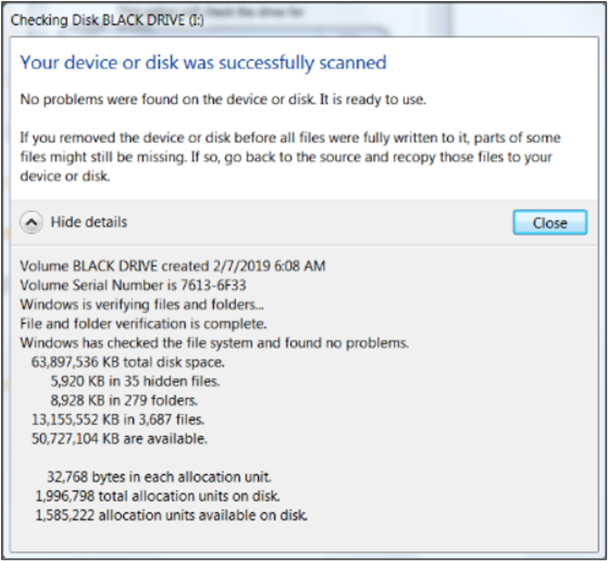 Checking Disk BLACK DRIVE (I:)
Your device or disk was successfully scanned
No problems were found on the device or disk. It is ready to use.
If you removed the device or disk before all files were fully written to it, parts of some
files might still be missing. If so, go back to the source and recopy those files to your
device or disk.
Hide details
Close
Volume BLACK DRIVE created 2/7/2019 6:08 AM
Volume Serial Number is 7613-6F33
Windows is verifying files and folders...
File and folder verification is complete.
Windows has checked the file system and found no problems.
63,897,536 KB total disk space.
5,920 KB in 35 hidden files.
8,928 KB in 279 folders.
13,155,552 KB in 3,687 files.
50,727,104 KB are available.
32,768 bytes in each allocation unit.
1,996,798 total allocation units on disk.
1,585,222 allocation units available on disk.